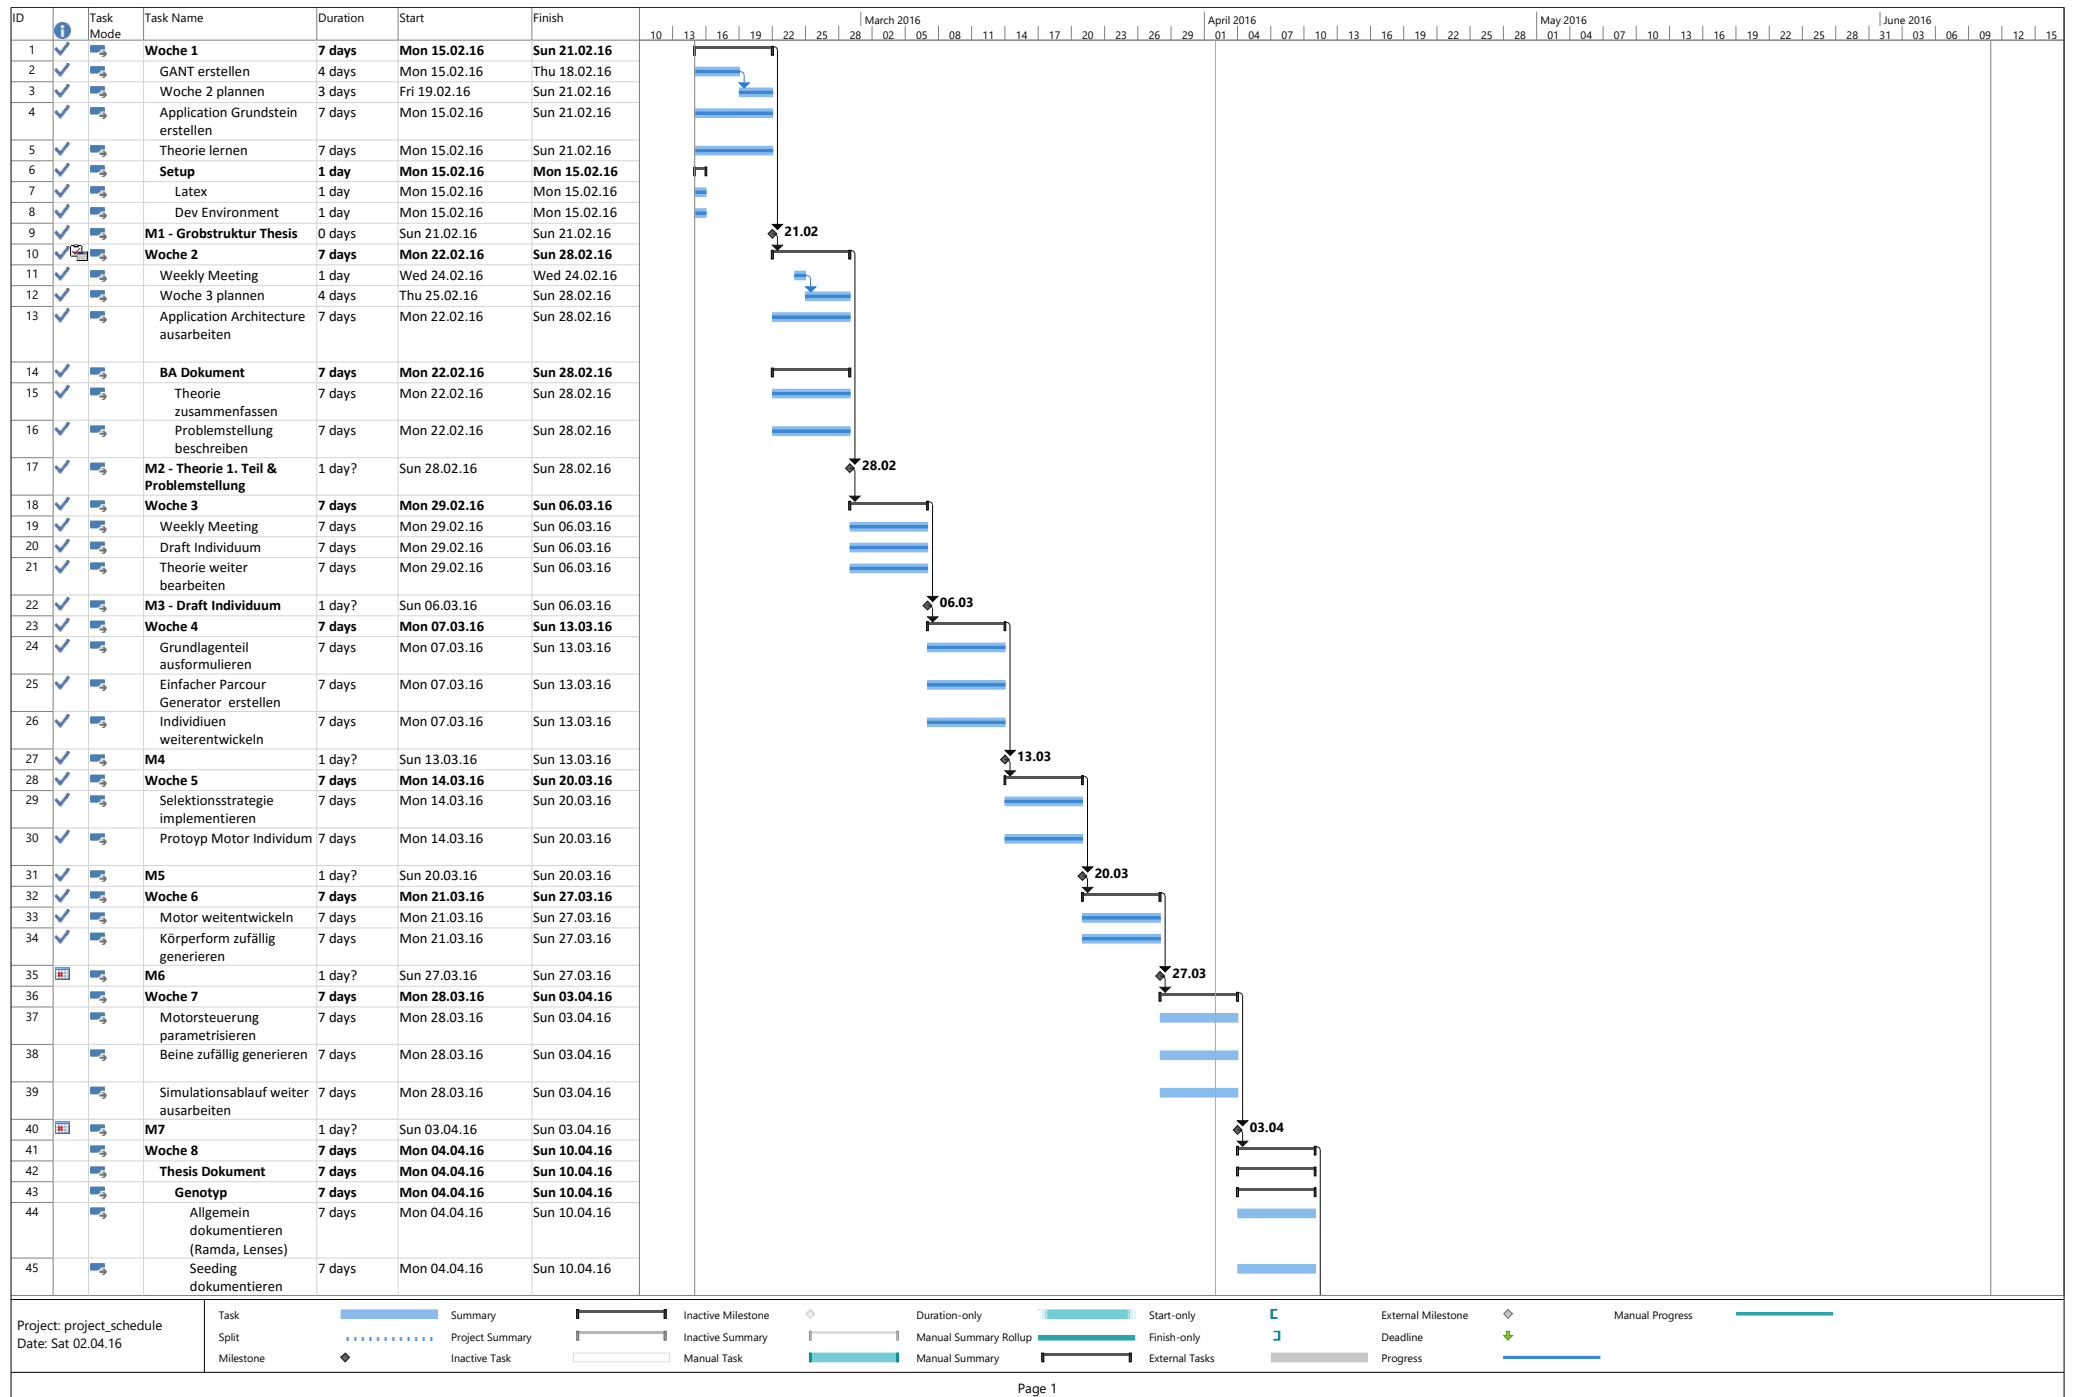 ID Task Mode Task Name Duration Start Finish
March 2016 April 2016 May 2016 June 2016
10 13 16 19 22 25 28 02 05 08 11 14 17 20 23 26 29 01 04 07 10 13 16 19 22 25 28 01 04 07 10 13 16 19 22 25 28 31 03 06 09 12 15
1 Woche 1 7 days Mon 15.02.16 Sun 21.02.16
2 GANT erstellen 4 days Mon 15.02.16 Thu 18.02.16
3 Woche 2 plannen 3 days Fri 19.02.16 Sun 21.02.16
4 Application Grundstein 7 days Mon 15.02.16 Sun 21.02.16
erstellen
5 Theorie lernen 7 days Mon 15.02.16 Sun 21.02.16
6 Setup 1 day Mon 15.02.16 Mon 15.02.16
7 Latex 1 day Mon 15.02.16 Mon 15.02.16
8 Dev Environment 1 day Mon 15.02.16 Mon 15.02.16
9 M1 - Grobstruktur Thesis 0 days Sun 21.02.16 Sun 21.02.16 21.02
10 Woche 2 7 days Mon 22.02.16 Sun 28.02.16
11 Weekly Meeting 1 day Wed 24.02.16 Wed 24.02.16
12 Woche 3 plannen 4 days Thu 25.02.16 Sun 28.02.16
13 Application Architecture 7 days Mon 22.02.16 Sun 28.02.16
ausarbeiten
14 BA Dokument 7 days Mon 22.02.16 Sun 28.02.16
15 Theorie 7 days Mon 22.02.16 Sun 28.02.16
zusammenfassen
16 Problemstellung 7 days Mon 22.02.16 Sun 28.02.16
beschreiben
17 M2 - Theorie 1. Teil & 1 day? Sun 28.02.16 Sun 28.02.16 28.02
Problemstellung
18 Woche 3 7 days Mon 29.02.16 Sun 06.03.16
19 Weekly Meeting 7 days Mon 29.02.16 Sun 06.03.16
20 Draft Individuum 7 days Mon 29.02.16 Sun 06.03.16
21 Theorie weiter 7 days Mon 29.02.16 Sun 06.03.16
bearbeiten
22 M3 - Draft Individuum 1 day? Sun 06.03.16 Sun 06.03.16 06.03
23 Woche 4 7 days Mon 07.03.16 Sun 13.03.16
24 Grundlagenteil 7 days Mon 07.03.16 Sun 13.03.16
ausformulieren
25 Einfacher Parcour 7 days Mon 07.03.16 Sun 13.03.16
Generator erstellen
26 Individiuen 7 days Mon 07.03.16 Sun 13.03.16
weiterentwickeln
27 M4 1 day? Sun 13.03.16 Sun 13.03.16 13.03
28 Woche 5 7 days Mon 14.03.16 Sun 20.03.16
29 Selektionsstrategie 7 days Mon 14.03.16 Sun 20.03.16
implementieren
30 Protoyp Motor Individum 7 days Mon 14.03.16 Sun 20.03.16
31 M5 1 day? Sun 20.03.16 Sun 20.03.16 20.03
32 Woche 6 7 days Mon 21.03.16 Sun 27.03.16
33 Motor weitentwickeln 7 days Mon 21.03.16 Sun 27.03.16
34 Körperform zufällig 7 days Mon 21.03.16 Sun 27.03.16
generieren
35 M6 1 day? Sun 27.03.16 Sun 27.03.16 27.03
36 Woche 7 7 days Mon 28.03.16 Sun 03.04.16
37 Motorsteuerung 7 days Mon 28.03.16 Sun 03.04.16
parametrisieren
38 Beine zufällig generieren 7 days Mon 28.03.16 Sun 03.04.16
39 Simulationsablauf weiter 7 days Mon 28.03.16 Sun 03.04.16
ausarbeiten
40 M7 1 day? Sun 03.04.16 Sun 03.04.16 03.04
41 Woche 8 7 days Mon 04.04.16 Sun 10.04.16
42 Thesis Dokument 7 days Mon 04.04.16 Sun 10.04.16
43 Genotyp 7 days Mon 04.04.16 Sun 10.04.16
44 Allgemein 7 days Mon 04.04.16 Sun 10.04.16
dokumentieren
(Ramda, Lenses)
45 Seeding 7 days Mon 04.04.16 Sun 10.04.16
dokumentieren
Project: project_schedule
Date: Sat 02.04.16
Task Summary Inactive Milestone Duration-only Start-only External Milestone Manual Progress
Split Project Summary Inactive Summary Manual Summary Rollup Finish-only Deadline
Milestone Inactive Task Manual Task Manual Summary External Tasks Progress
Page 1